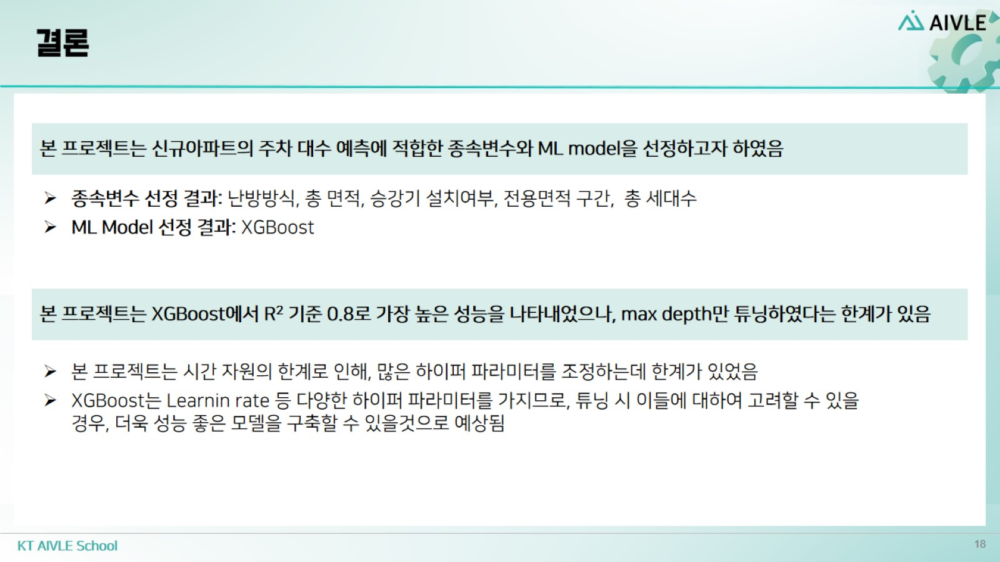 결론
AIVLE
본 프로젝트는 신규아파트의 주차 대수 예측에 적합한 종속변수와 ML model을 선정하고자 하였음
➢ 종속변수 선정 결과: 난방방식, 총 면적, 승강기 설치여부, 전용면적 구간, 총 세대수
➢ ML Model 선정 결과: XGBoost
본 프로젝트는 XGBoost에서 R² 기준 0.8로 가장 높은 성능을 나타내었으나, max depth만 튜닝하였다는 한계가 있음
➢ 본 프로젝트는 시간 자원의 한계로 인해, 많은 하이퍼 파라미터를 조정하는데 한계가 있었음
➢ XGBoost는 Learnin rate 등 다양한 하이퍼 파라미터를 가지므로, 튜닝 시 이들에 대하여 고려할 수 있을
경우, 더욱 성능 좋은 모델을 구축할 수 있을것으로 예상됨
KT AIVLE School
18